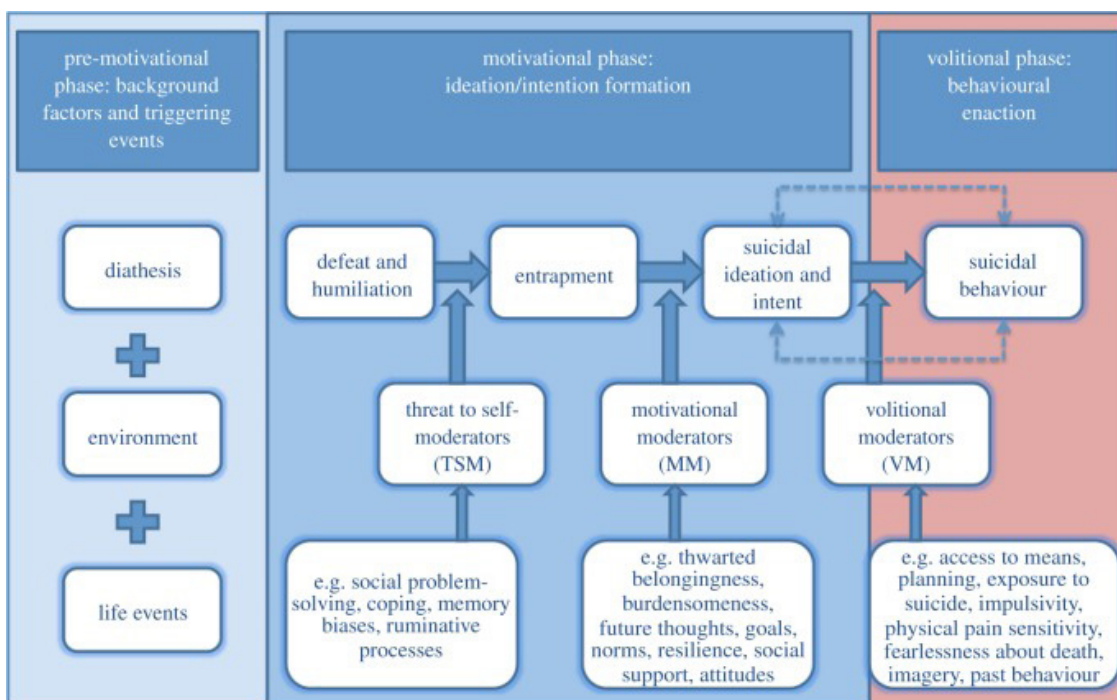 pre-motivational
phase: background
factors and triggering
events
motivational phase:
ideation/intention formation
volitional phase:
behavioural
enaction
diathesis
environment
life events
defeat and
humiliation
entrapment
suicidal
ideation and
intent
suicidal
behaviour
threat to self-
moderators
(TSM)
motivational
moderators
(MM)
volitional
moderators
(VM)
e.g. social problem-
solving, coping, memory
biases, ruminative
processes
e.g. thwarted
belongingness,
burdensomeness,
future thoughts, goals,
norms, resilience, social
support, attitudes
e.g. access to means,
planning, exposure to
suicide, impulsivity,
physical pain sensitivity,
fearlessness about death,
imagery, past behaviour